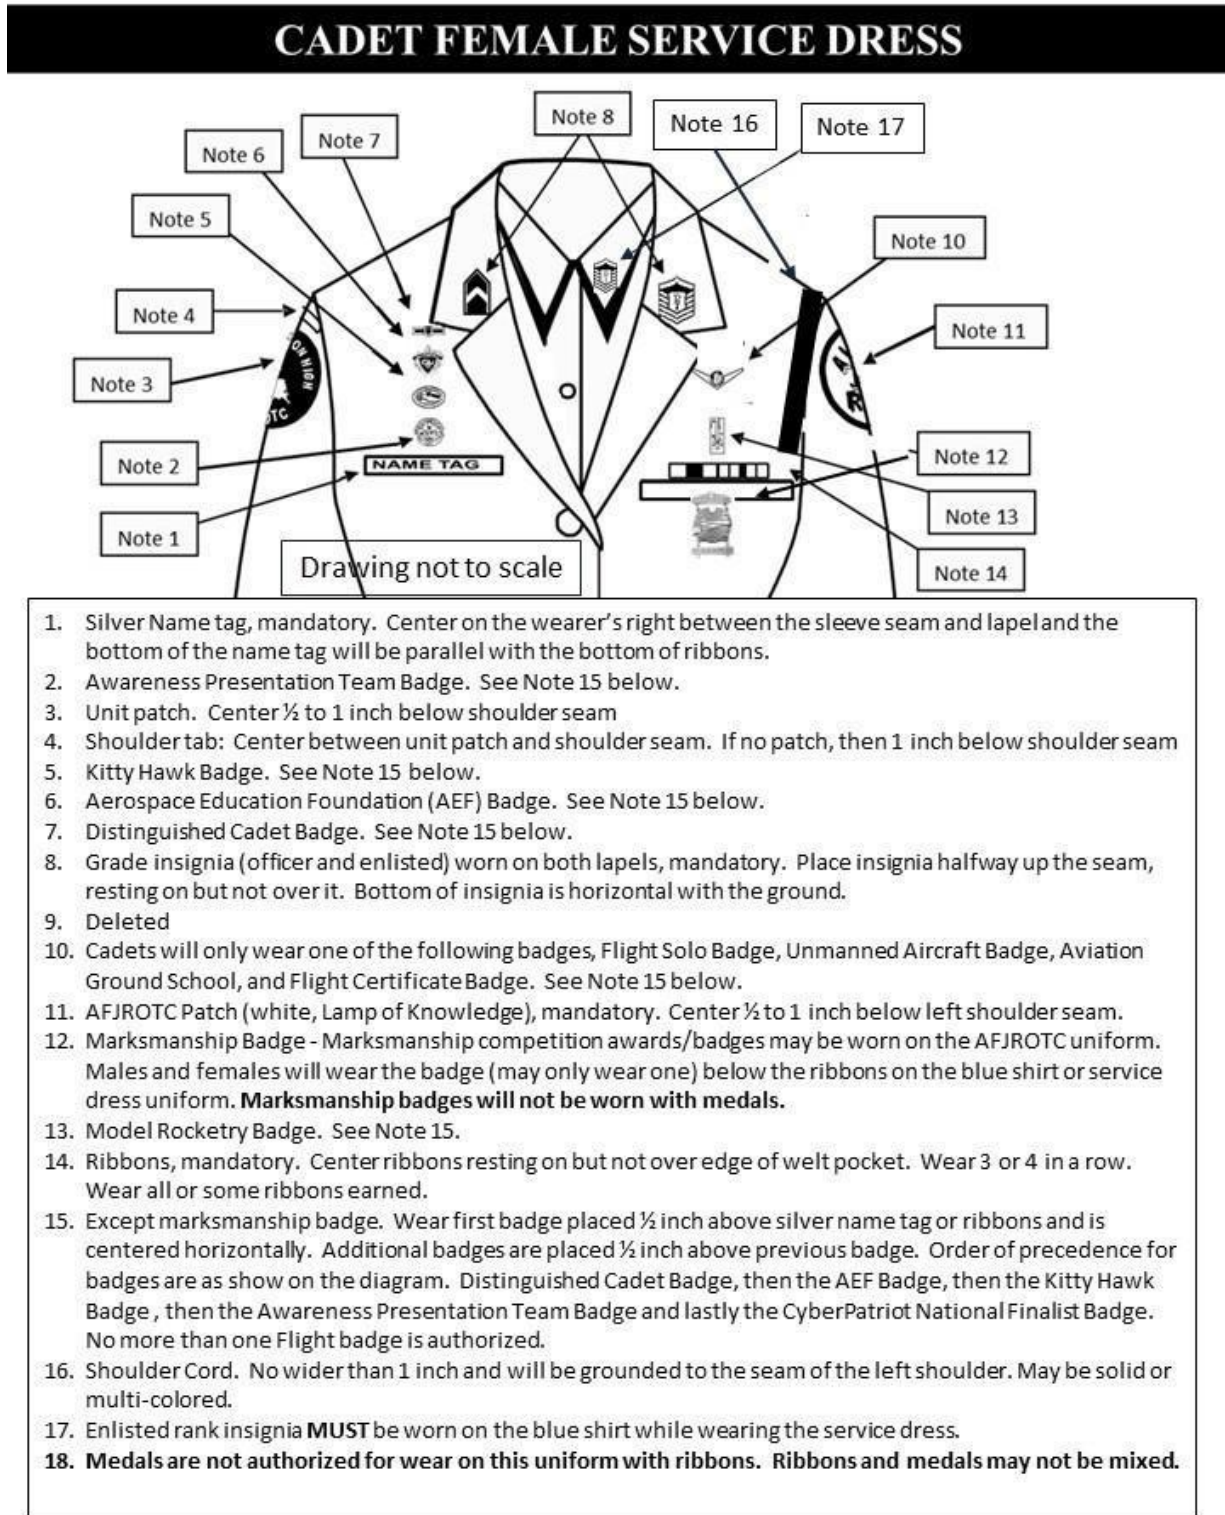 CADET FEMALE SERVICE DRESS
Note 8
Note 16
Note 17
Note 7
Note 6
Note 5
Note 10
Note 4
Note 11
Note 3
ON HIGH
OTC
R
Note 2
NAME TAG
Note 12
Note 13
Note 1
Note 14
Drawing not to scale
1. Silver Name tag, mandatory. Center on the wearer's right between the sleeve seam and lapel and the
bottom of the name tag will be parallel with the bottom of ribbons.
2. Awareness Presentation Team Badge. See Note 15 below.
3. Unit patch. Center ½ to 1 inch below shoulder seam
4. Shoulder tab: Center between unit patch and shoulder seam. If no patch, then 1 inch below shoulder seam
5. Kitty Hawk Badge. See Note 15 below.
6. Aerospace Education Foundation (AEF) Badge. See Note 15 below.
7. Distinguished Cadet Badge. See Note 15 below.
8. Grade insignia (officer and enlisted) worn on both lapels, mandatory. Place insignia halfway up the seam,
resting on but not over it. Bottom of insignia is horizontal with the ground.
9. Deleted
10. Cadets will only wear one of the following badges, Flight Solo Badge, Unmanned Aircraft Badge, Aviation
Ground School, and Flight Certificate Badge. See Note 15 below.
11. AFJROTC Patch (white, Lamp of Knowledge), mandatory. Center ½ to 1 inch below left shoulder seam.
12. Marksmanship Badge - Marksmanship competition awards/badges may be worn on the AFJROTC uniform.
Males and females will wear the badge (may only wear one) below the ribbons on the blue shirt or service
dress uniform. Marksmanship badges will not be worn with medals.
13. Model Rocketry Badge. See Note 15.
14. Ribbons, mandatory. Center ribbons resting on but not over edge of welt pocket. Wear 3 or 4 in a row.
Wear all or some ribbons earned.
15. Except marksmanship badge. Wear first badge placed ½ inch above silver name tag or ribbons and is
centered horizontally. Additional badges are placed ½ inch above previous badge. Order of precedence for
badges are as show on the diagram. Distinguished Cadet Badge, then the AEF Badge, then the Kitty Hawk
Badge , then the Awareness Presentation Team Badge and lastly the CyberPatriot National Finalist Badge.
No more than one Flight badge is authorized.
16. Shoulder Cord. No wider than 1 inch and will be grounded to the seam of the left shoulder. May be solid or
multi-colored.
17. Enlisted rank insignia MUST be worn on the blue shirt while wearing the service dress.
18. Medals are not authorized for wear on this uniform with ribbons. Ribbons and medals may not be mixed.